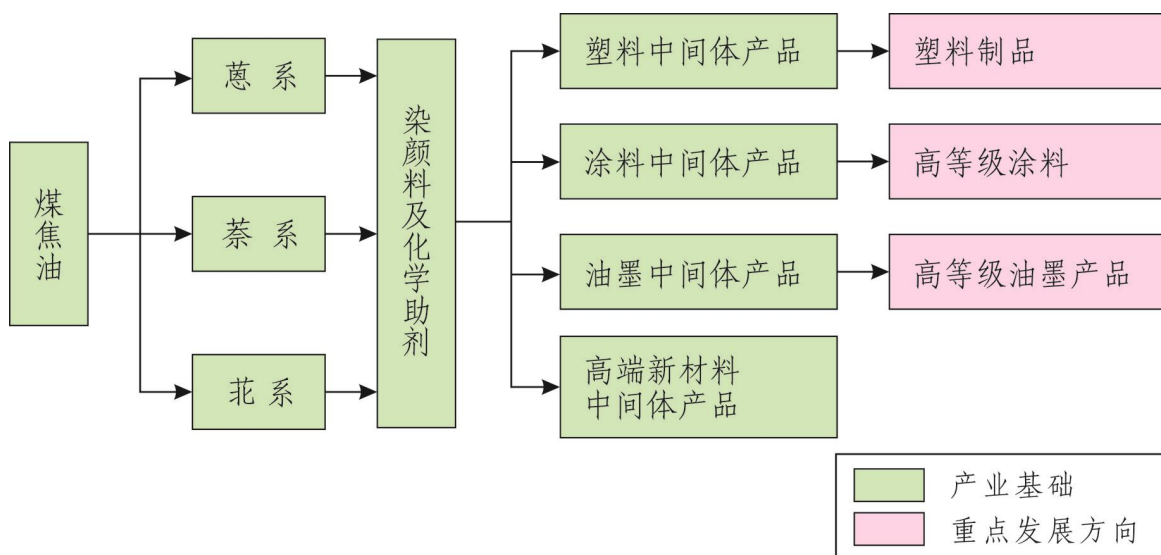 煤焦油
蒽系
萘系
苝系
染颜料及化学助剂
塑料中间体产品
涂料中间体产品
油墨中间体产品
高端新材料
中间体产品
塑料制品
高等级涂料
高等级油墨产品
产业基础
重点发展方向